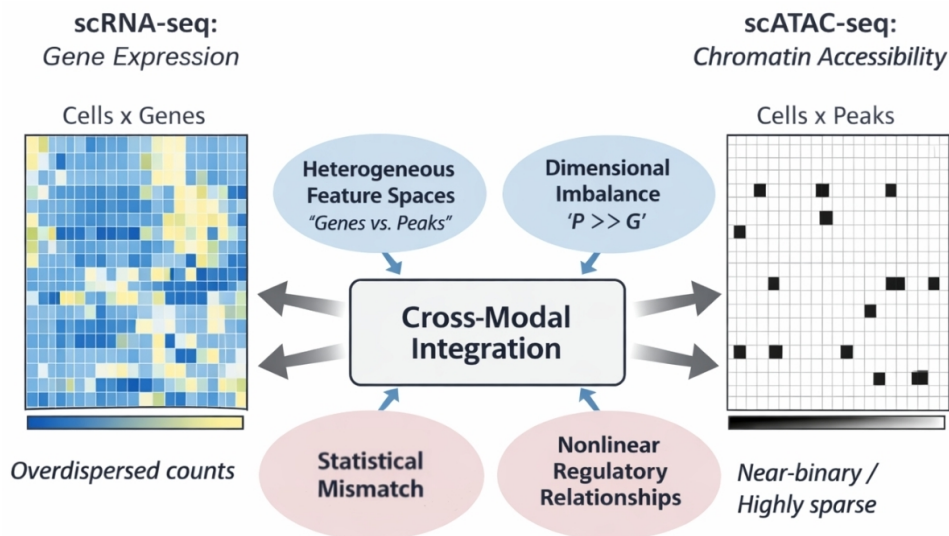 scRNA-seq:
Gene Expression
scATAC-seq:
Chromatin Accessibility
Cells x Genes
Cells x Peaks
Heterogeneous
Feature Spaces
“Genes vs. Peaks”
Dimensional
Imbalance
'P >> G'
Cross-Modal
Integration
Statistical
Mismatch
Nonlinear
Regulatory
Relationships
Overdispersed counts
Near-binary /
Highly sparse